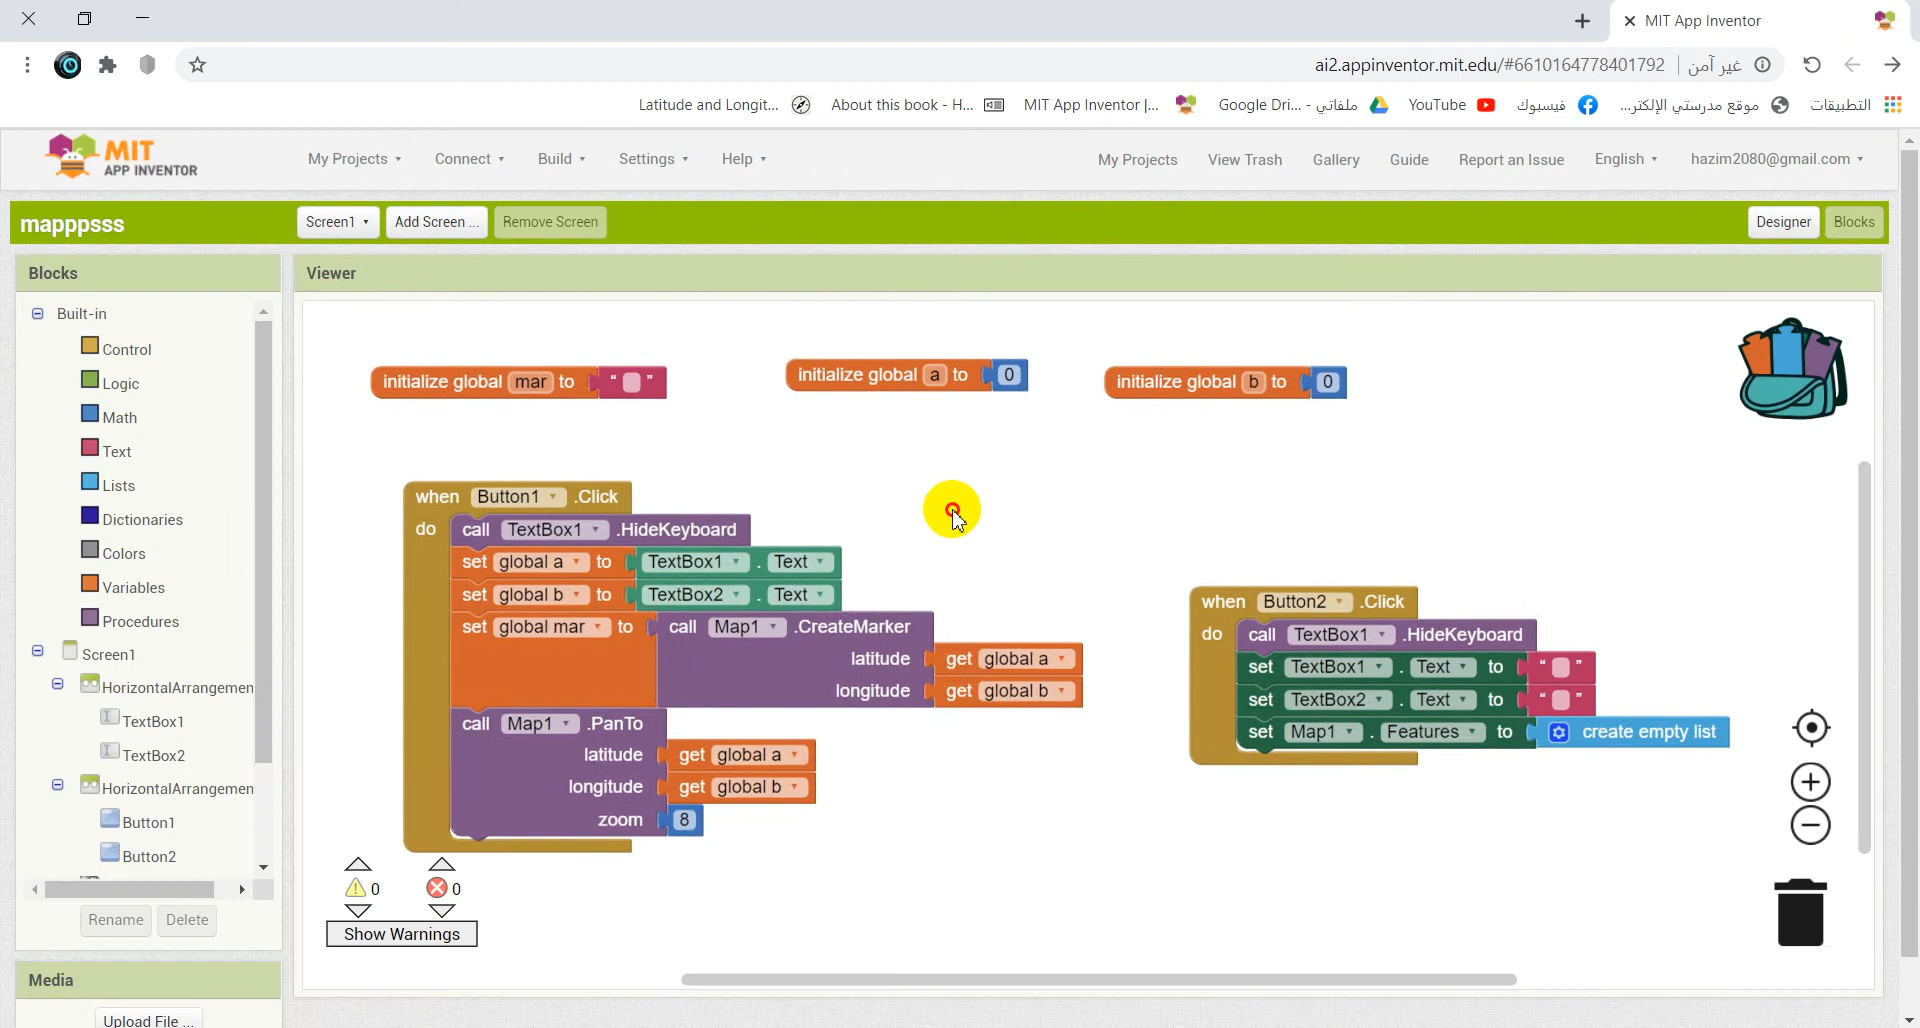 MIT App Inventor
ai2.appinventor.mit.edu/#6610164778401792 | غير آمن
Latitude and Longit...
About this book - H...
MIT App Inventor |...
Google Dri... - ملفاتي
YouTube
فيسبوك
موقع مدرستي الإلكتر...
التطبيقات
MIT
APP INVENTOR
My Projects
Connect
Build
Settings
Help
My Projects
View Trash
Gallery
Guide
Report an Issue
English
hazim2080@gmail.com
mapppsss
Screen1
Add Screen ...
Remove Screen
Designer
Blocks
Blocks
Built-in
Control
Logic
Math
Text
Lists
Dictionaries
Colors
Variables
Procedures
Screen1
HorizontalArrangemen
TextBox1
TextBox2
HorizontalArrangemen
Button1
Button2
Rename
Delete
Media
Upload File ...
Viewer
initialize global mar to “ ”
initialize global a to 0
initialize global b to 0
when Button1 .Click
do call TextBox1 .HideKeyboard
set global a to TextBox1 . Text
set global b to TextBox2 . Text
set global mar to call Map1 .CreateMarker
latitude get global a
longitude get global b
call Map1 .PanTo
latitude get global a
longitude get global b
zoom 8
when Button2 .Click
do call TextBox1 .HideKeyboard
set TextBox1 . Text to “ ”
set TextBox2 . Text to “ ”
set Map1 . Features to create empty list
0
0
Show Warnings